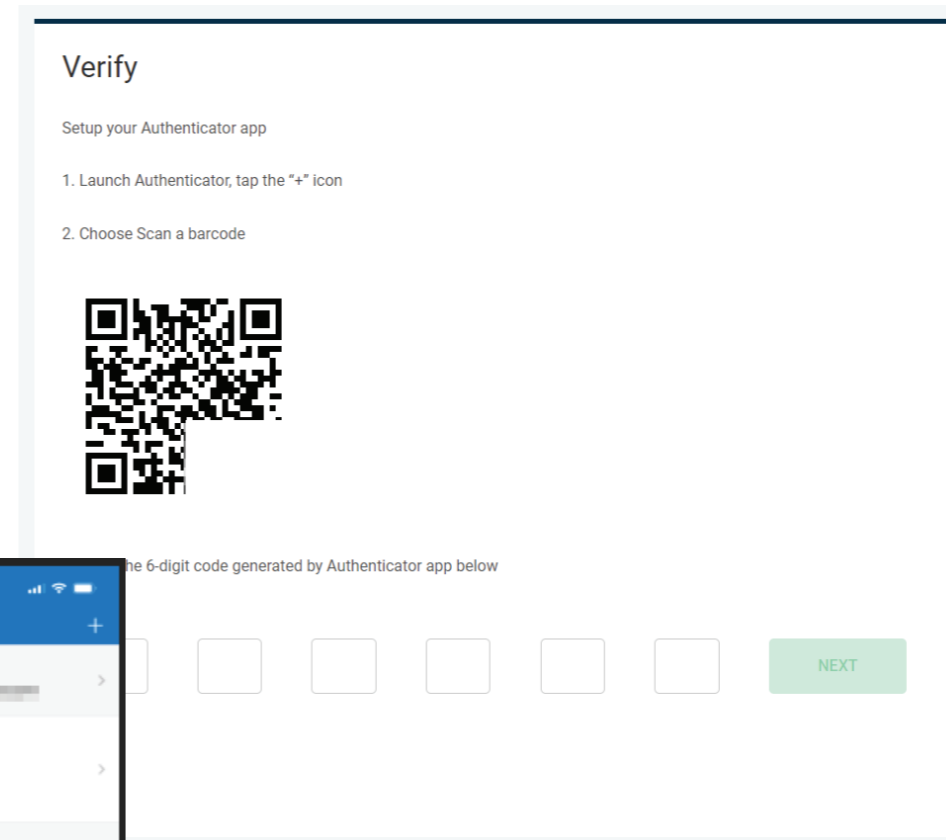 Verify
Setup your Authenticator app
1. Launch Authenticator, tap the “+” icon
2. Choose Scan a barcode
6-digit code generated by Authenticator app below
+
NEXT